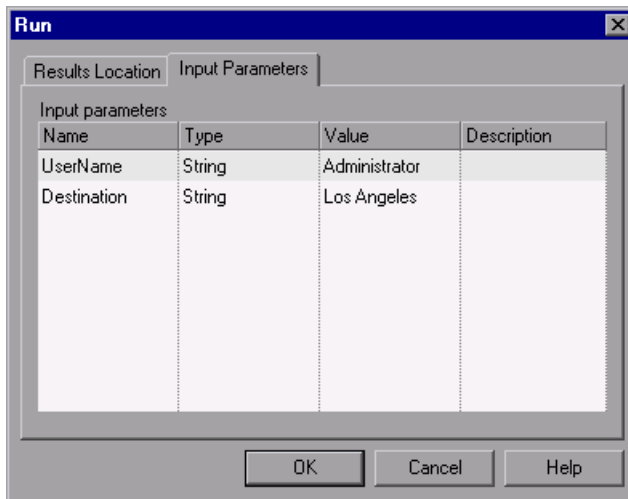 Run
Results Location Input Parameters
Input parameters
Name Type Value Description
UserName String Administrator
Destination String Los Angeles
OK Cancel Help